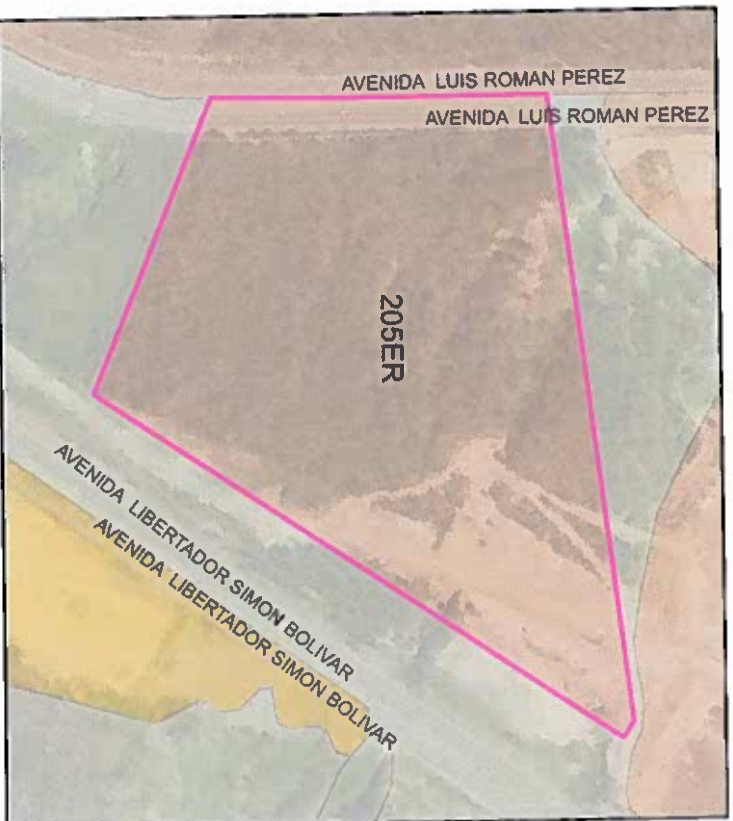 AVENIDA LUIS ROMAN PEREZ
AVENIDA LUIS ROMAN PEREZ
205ER
AVENIDA LIBERTADOR SIMON BOLIVAR
AVENIDA LIBERTADOR SIMON BOLIVAR